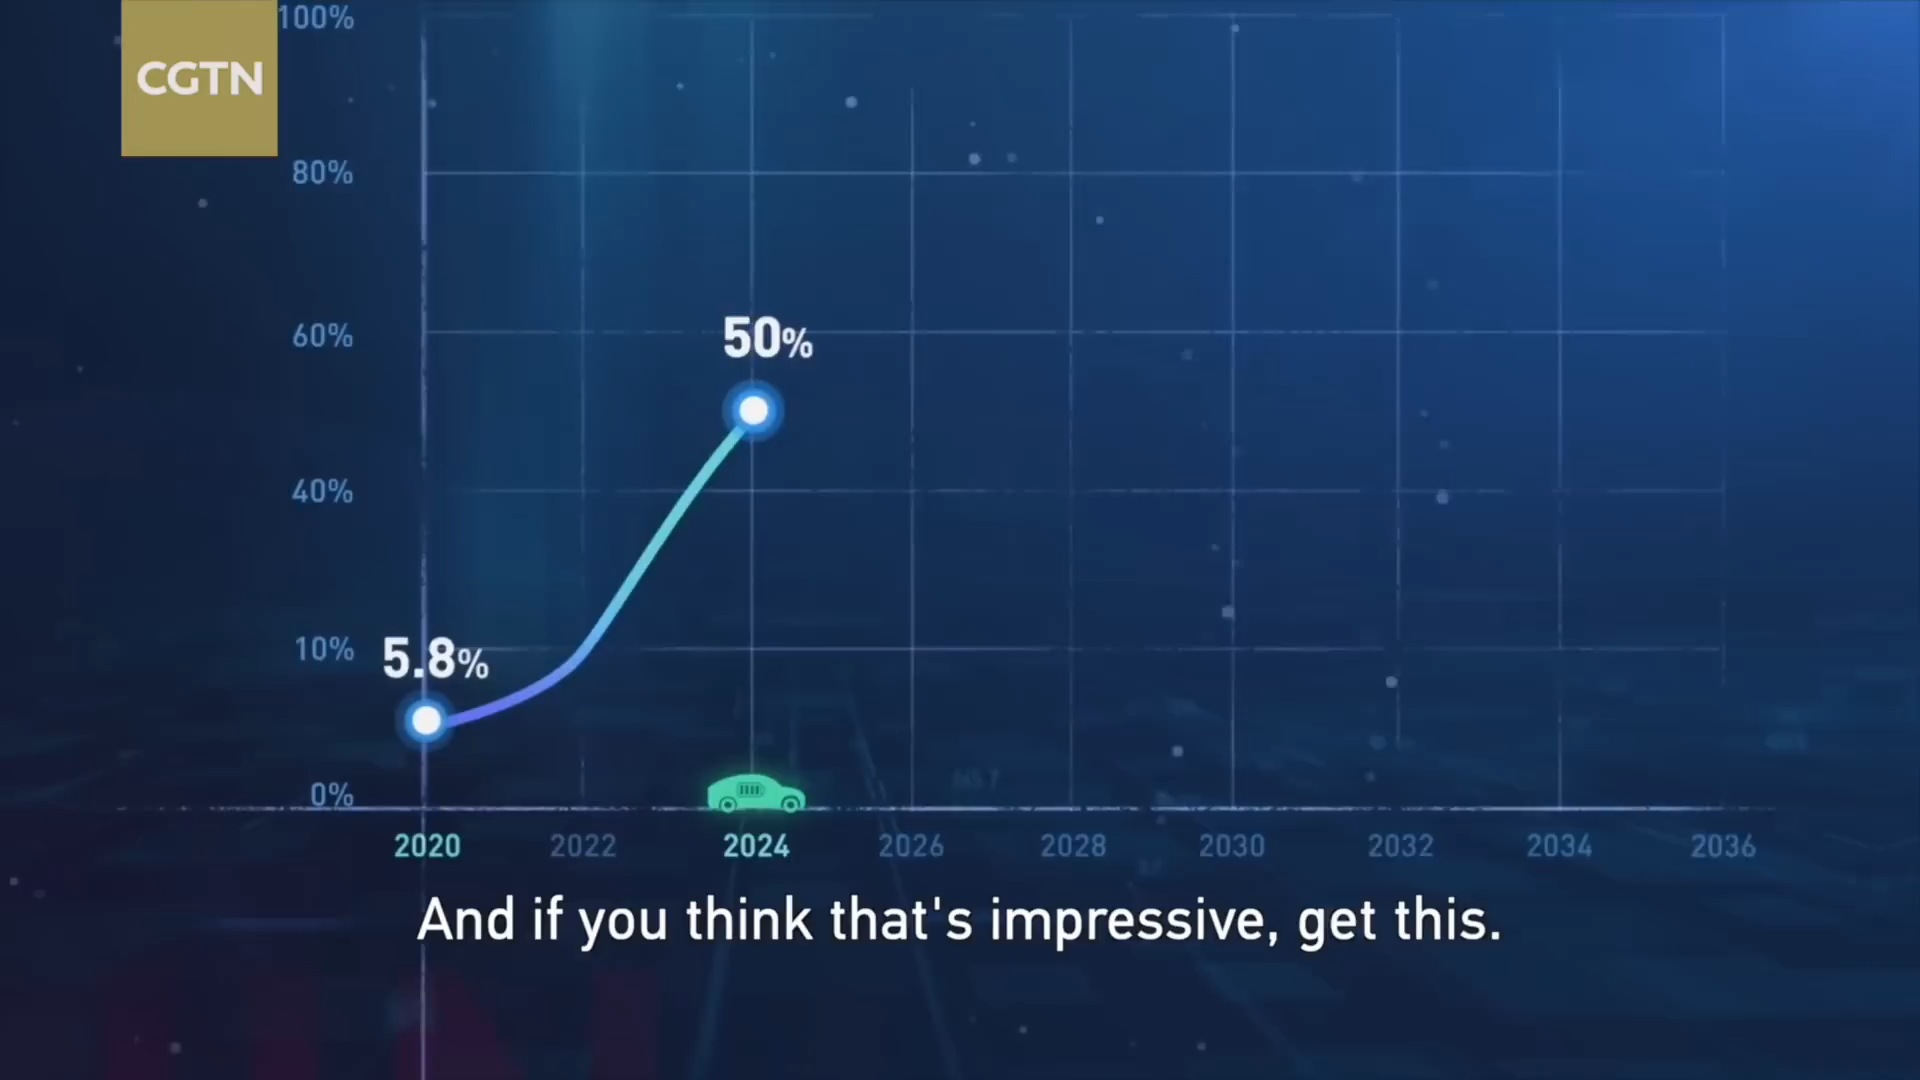 CGTN
100%
80%
60%
50%
40%
10%
5.8%
0%
2020 2022 2024 2026 2028 2030 2032 2034 2036
And if you think that's impressive, get this.